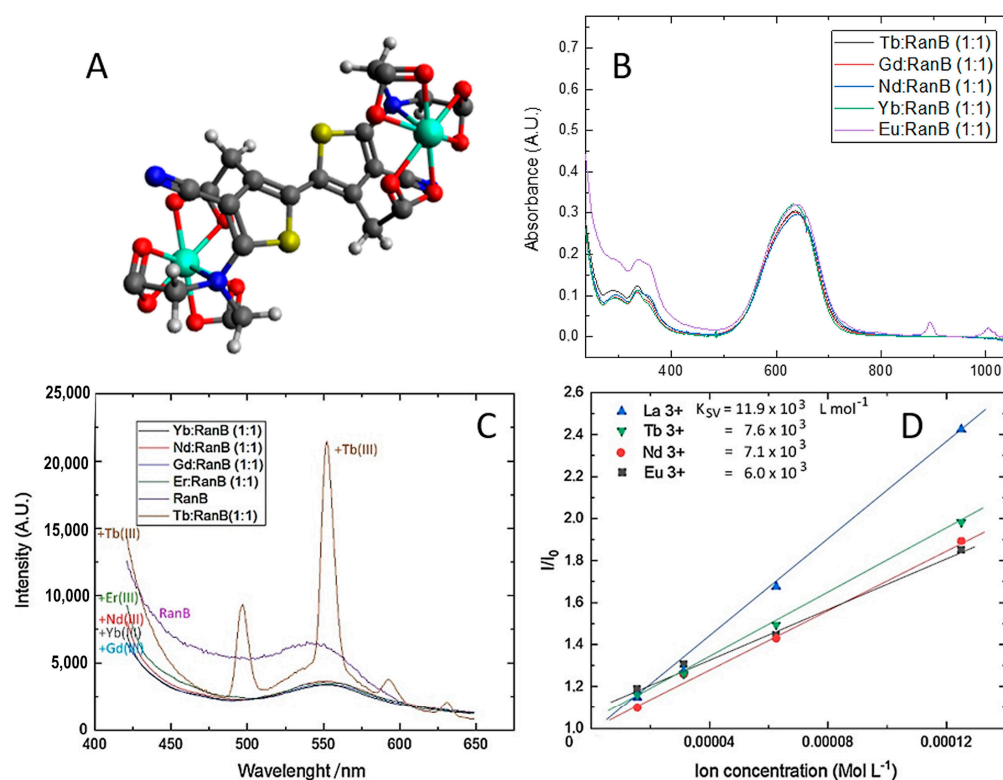 A
B
Absorbance (A.U.)
0.7
0.6
0.5
0.4
0.3
0.2
0.1
0.0
Tb:RanB (1:1)
Gd:RanB (1:1)
Nd:RanB (1:1)
Yb:RanB (1:1)
Eu:RanB (1:1)
400 600 800 1000
C
Intensity (A.U.)
25,000
20,000
15,000
10,000
5,000
0
Yb:RanB (1:1)
Nd:RanB (1:1)
Gd:RanB (1:1)
Er:RanB (1:1)
RanB
Tb:RanB(1:1)
+Tb(III)
+Tb(III)
+Er(III)
RanB
+Nd(III)
+Yb(III)
400 450 500 550 600 650
Wavelenght /nm
D
I/I0
2.6
2.4
2.2
2.0
1.8
1.6
1.4
1.2
1.0
La 3+ KSV = 11.9 x 10 3 L mol-1
Tb 3+ = 7.6 x 10 3
Nd 3+ = 7.1 x 10 3
Eu 3+ = 6.0 x 10 3
0 0.00004 0.00008 0.00012
Ion concentration (Mol L-1)